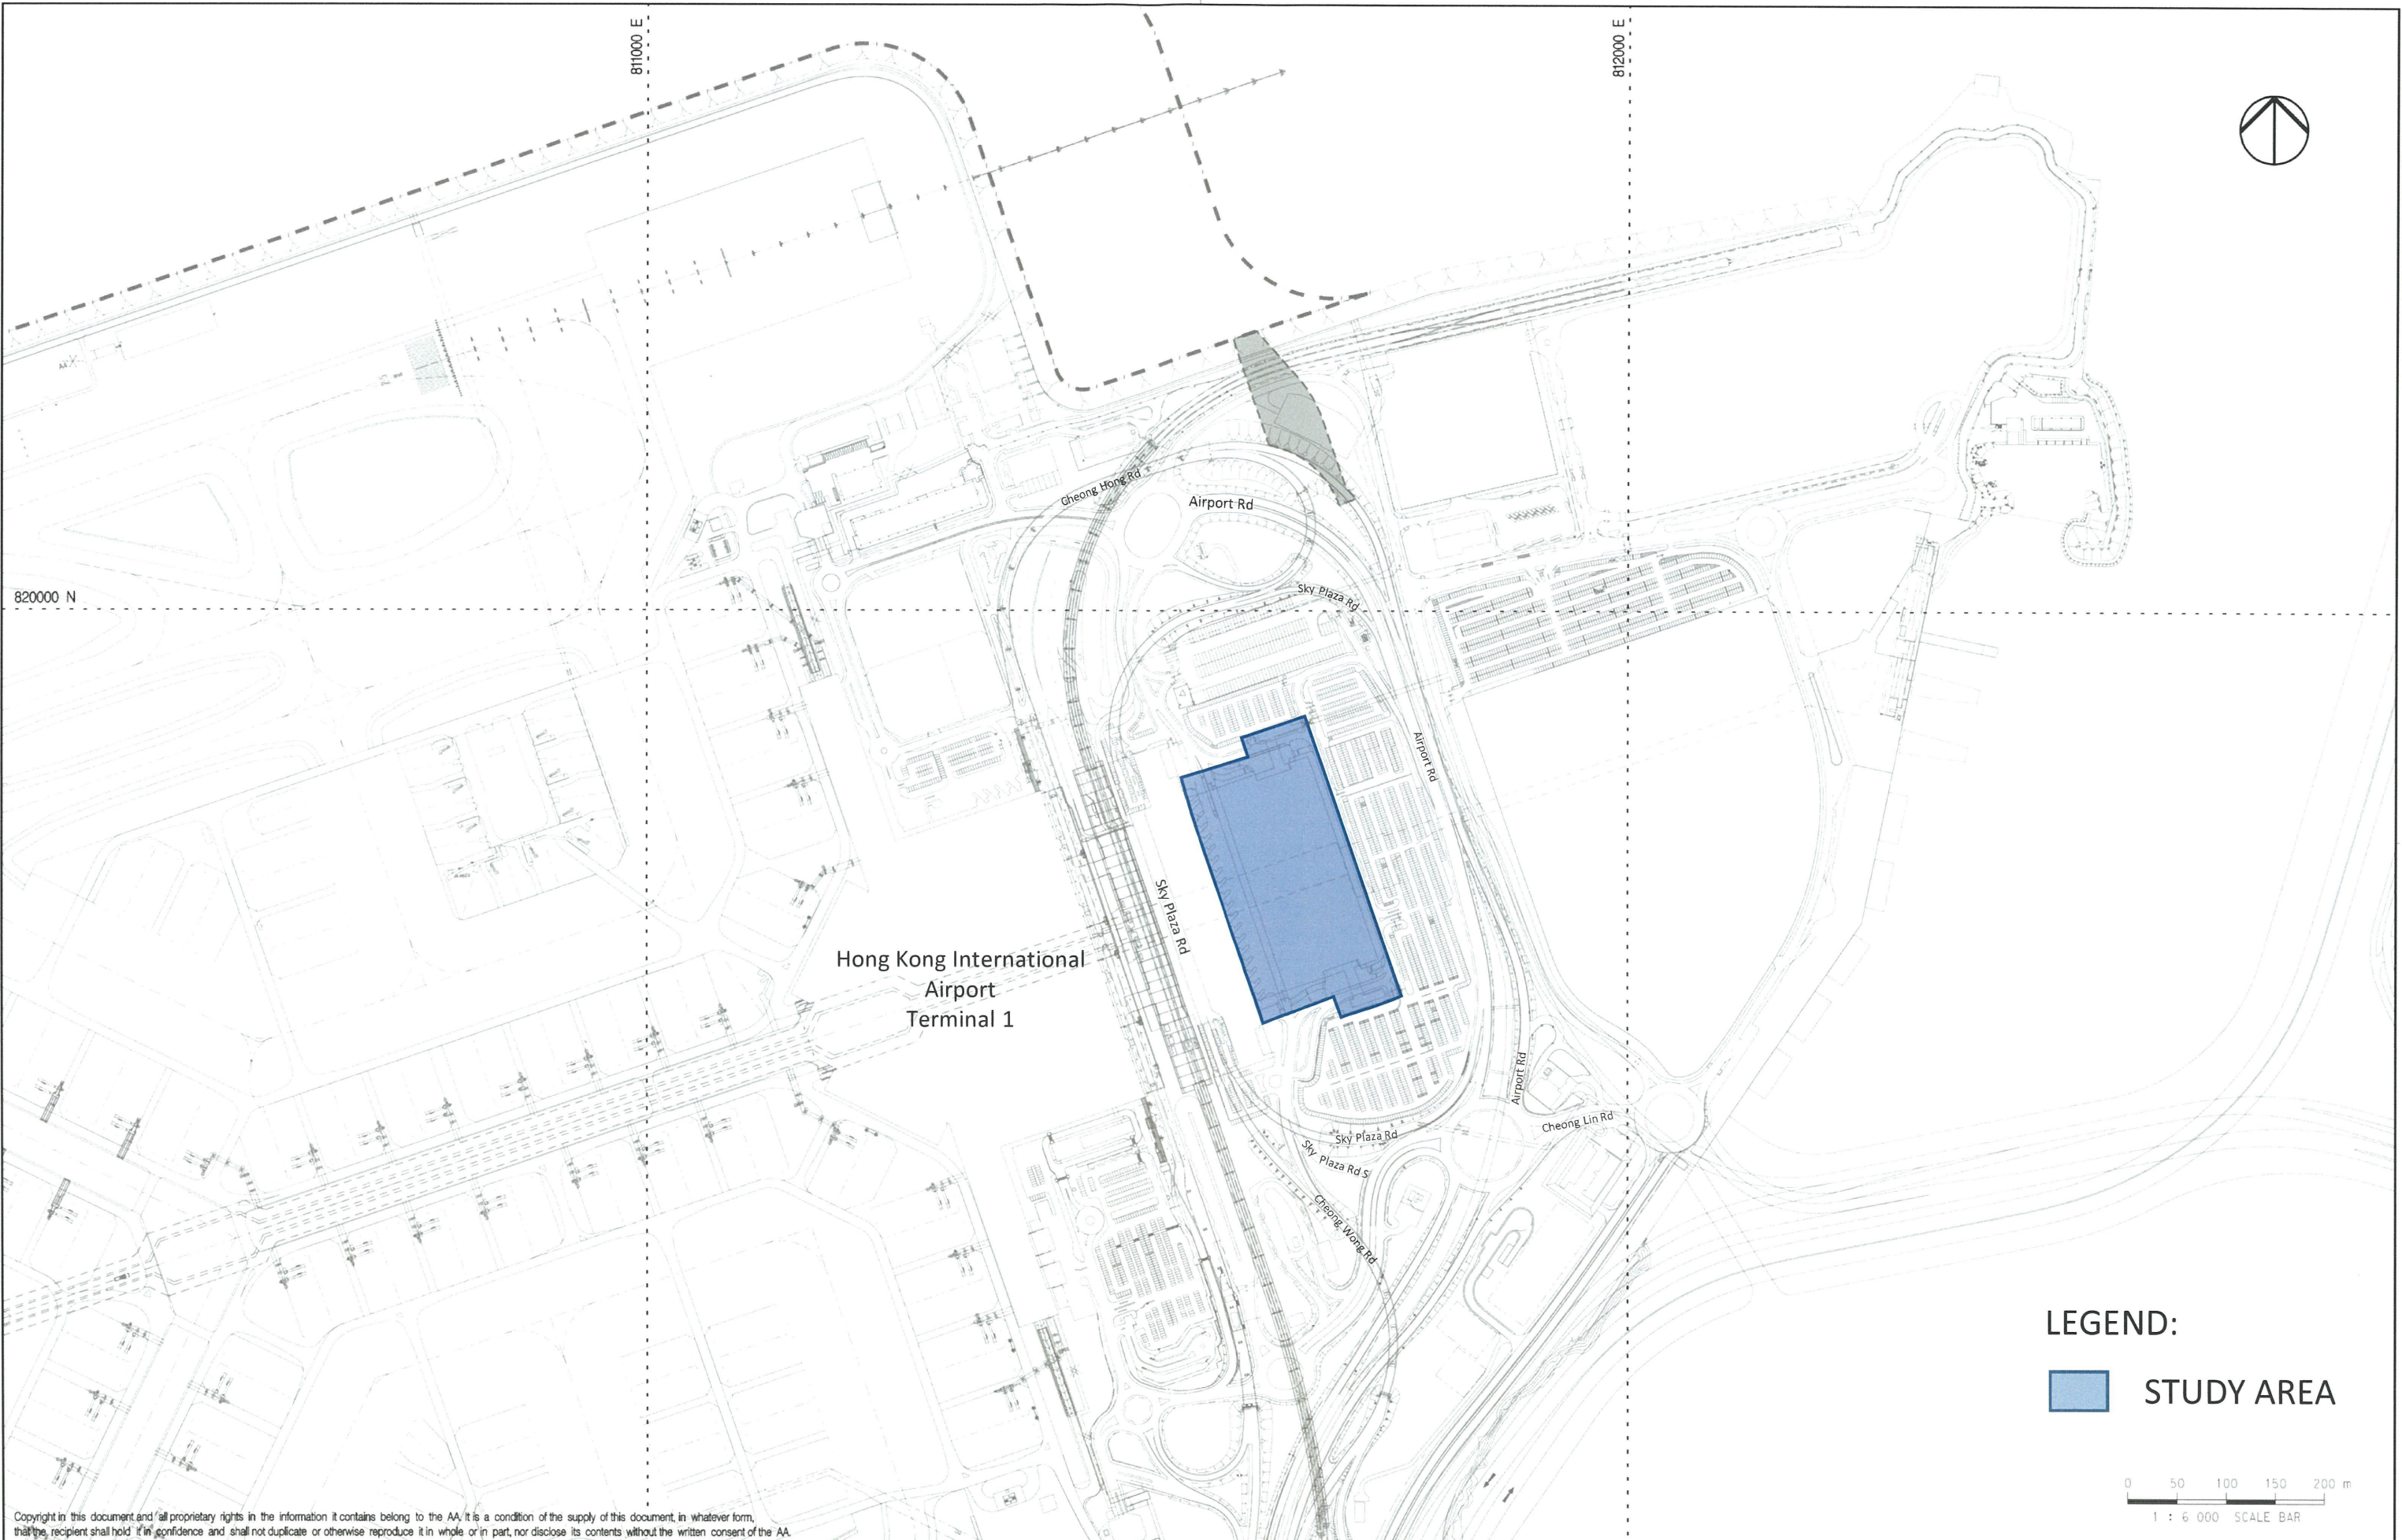 811000 E
812000 E
820000 N
Cheong Hong Rd
Airport Rd
Sky Plaza Rd
Airport Rd
Sky Plaza Rd
Hong Kong International
Airport
Terminal 1
Airport Rd
Cheong Lin Rd
Sky Plaza Rd
Sky Plaza Rd S
Cheong Wong Rd
LEGEND:
STUDY AREA
0 50 100 150 200 m
1 : 6 000 SCALE BAR
Copyright in this document and all proprietary rights in the information it contains belong to the AA. It is a condition of the supply of this document, in whatever form,
that the recipient shall hold it in confidence and shall not duplicate or otherwise reproduce it in whole or in part, nor disclose its contents without the written consent of the AA.